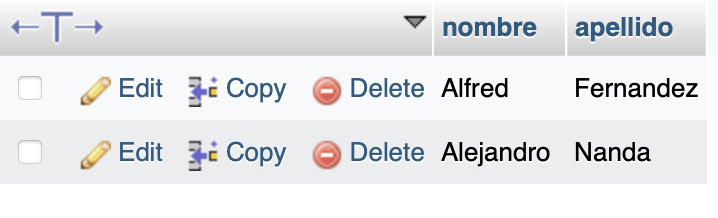 nombre apellido
Edit Copy Delete Alfred Fernandez
Edit Copy Delete Alejandro Nanda